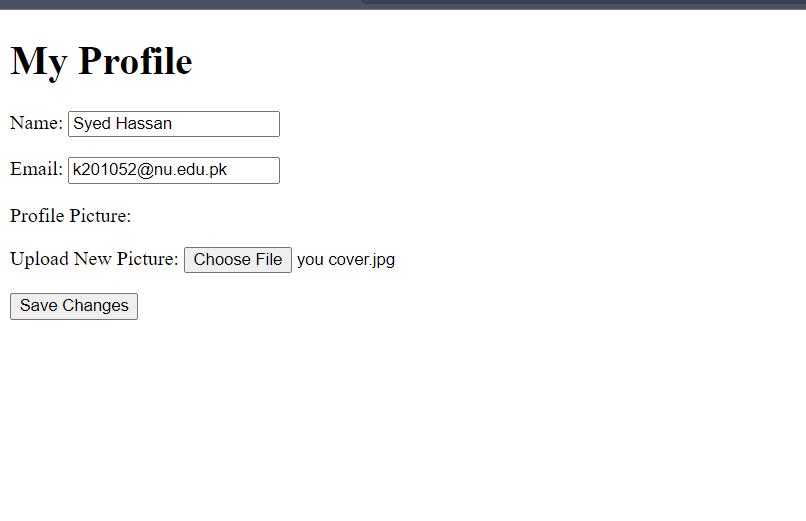 My Profile
Name: Syed Hassan
Email: k201052@nu.edu.pk
Profile Picture:
Upload New Picture: Choose File you cover.jpg
Save Changes